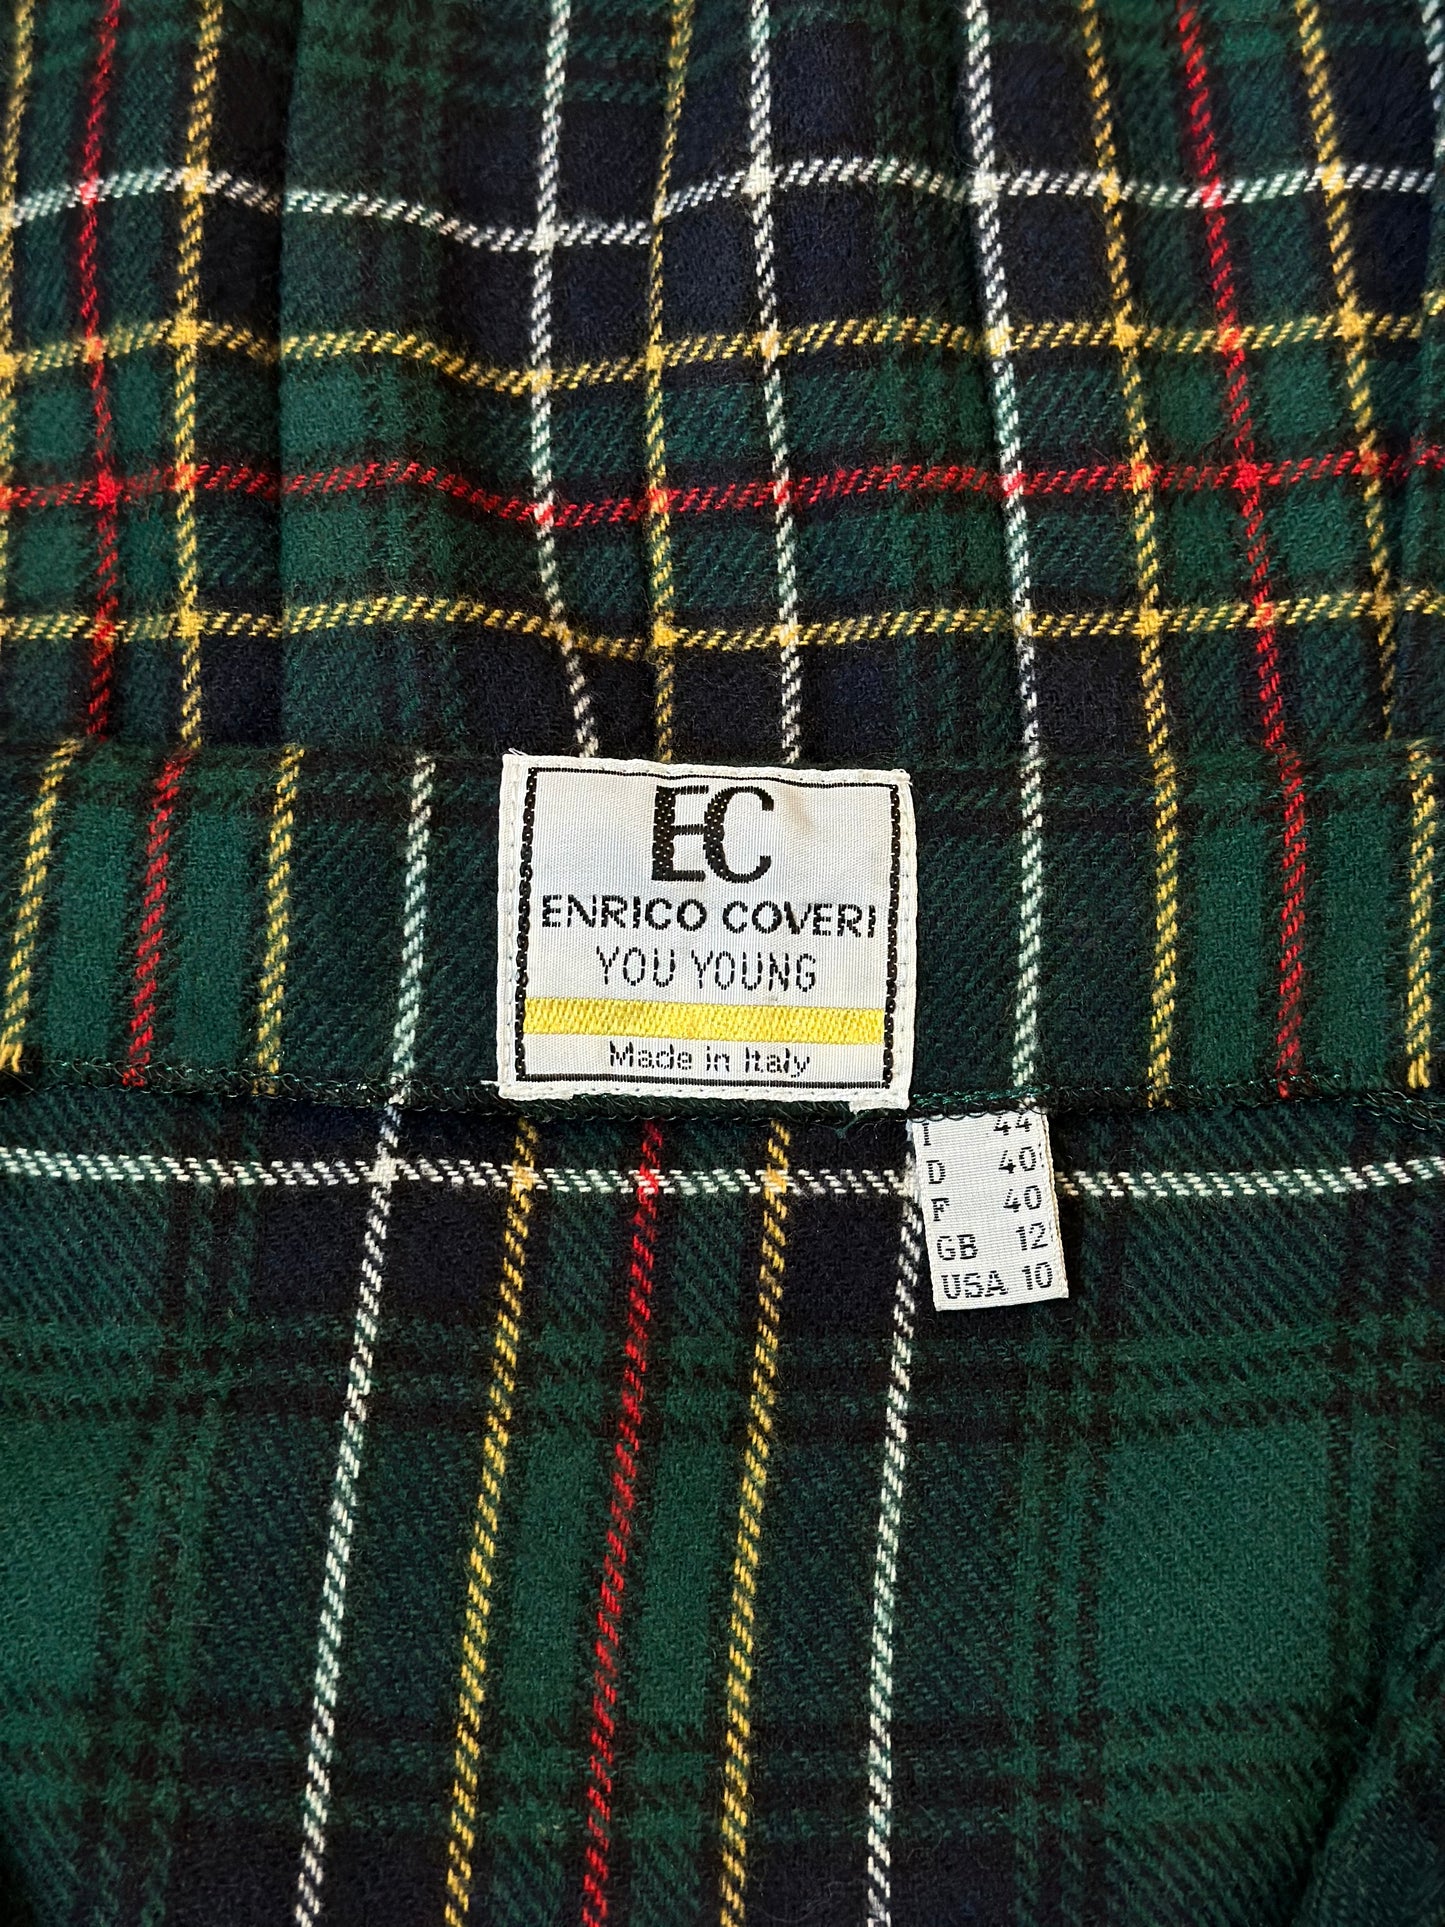 EC
ENRICO COVERI
YOU YOUNG
Made in Italy
I 44
D 40
F 40
GB 12
USA 10